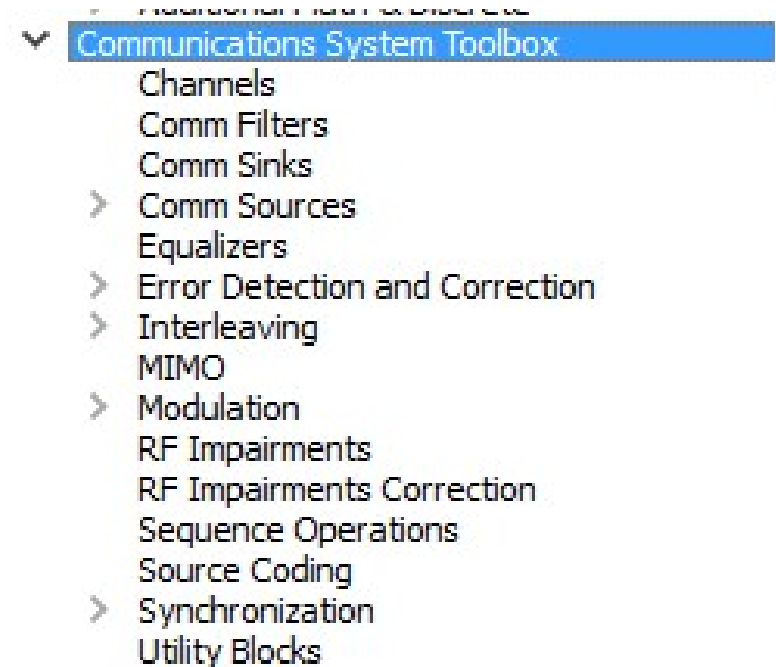 Communications System Toolbox
Channels
Comm Filters
Comm Sinks
Comm Sources
Equalizers
Error Detection and Correction
Interleaving
MIMO
Modulation
RF Impairments
RF Impairments Correction
Sequence Operations
Source Coding
Synchronization
Utility Blocks